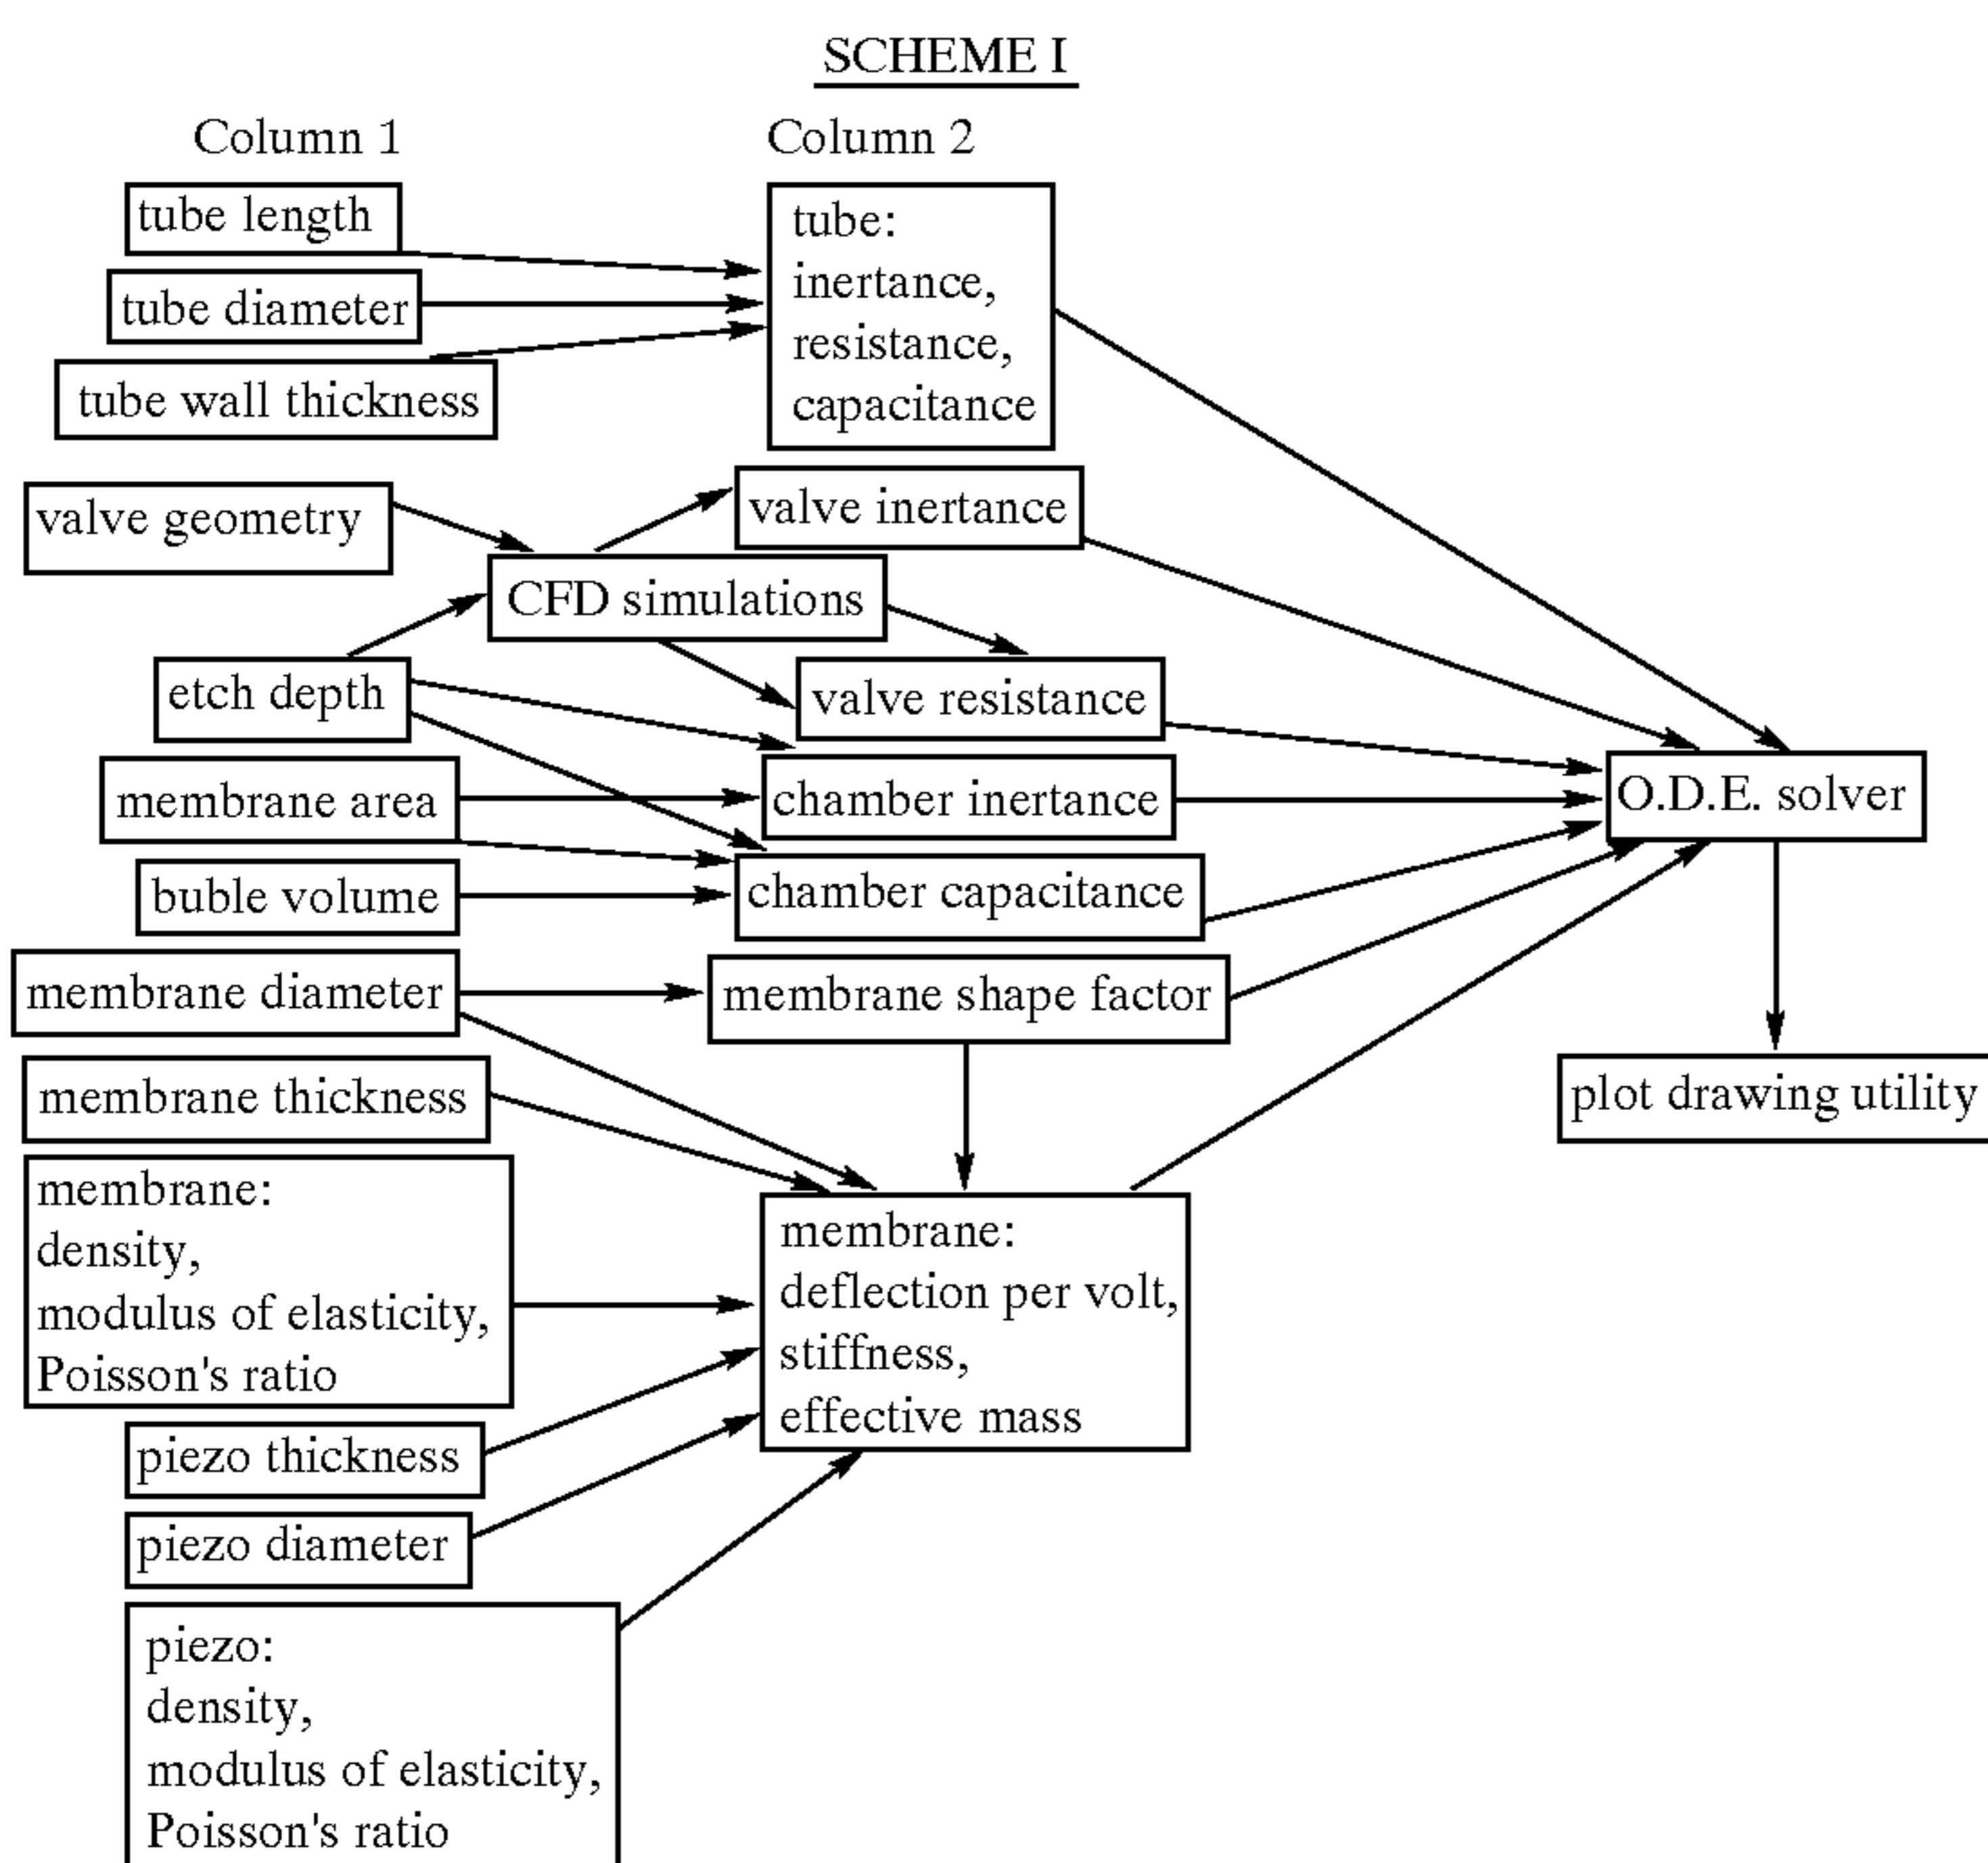 SCHEME I
Column 1
Column 2
tube length
tube diameter
tube wall thickness
tube:
inertance,
resistance,
capacitance
valve geometry
valve inertance
CFD simulations
etch depth
valve resistance
membrane area
chamber inertance
O.D.E. solver
buble volume
chamber capacitance
membrane diameter
membrane shape factor
membrane thickness
plot drawing utility
membrane:
density,
modulus of elasticity,
Poisson's ratio
membrane:
deflection per volt,
stiffness,
effective mass
piezo thickness
piezo diameter
piezo:
density,
modulus of elasticity,
Poisson's ratio